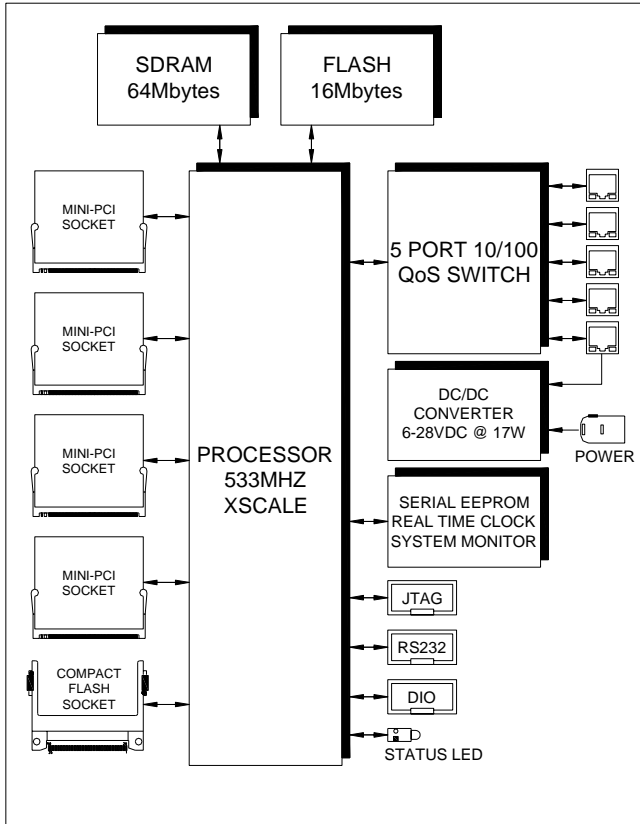 SDRAM
64Mbytes
FLASH
16Mbytes
MINI-PCI
SOCKET
MINI-PCI
SOCKET
MINI-PCI
SOCKET
MINI-PCI
SOCKET
COMPACT
FLASH
SOCKET
PROCESSOR
533MHZ
XSCALE
5 PORT 10/100
QoS SWITCH
DC/DC
CONVERTER
6-28VDC @ 17W
POWER
SERIAL EEPROM
REAL TIME CLOCK
SYSTEM MONITOR
JTAG
RS232
DIO
STATUS LED